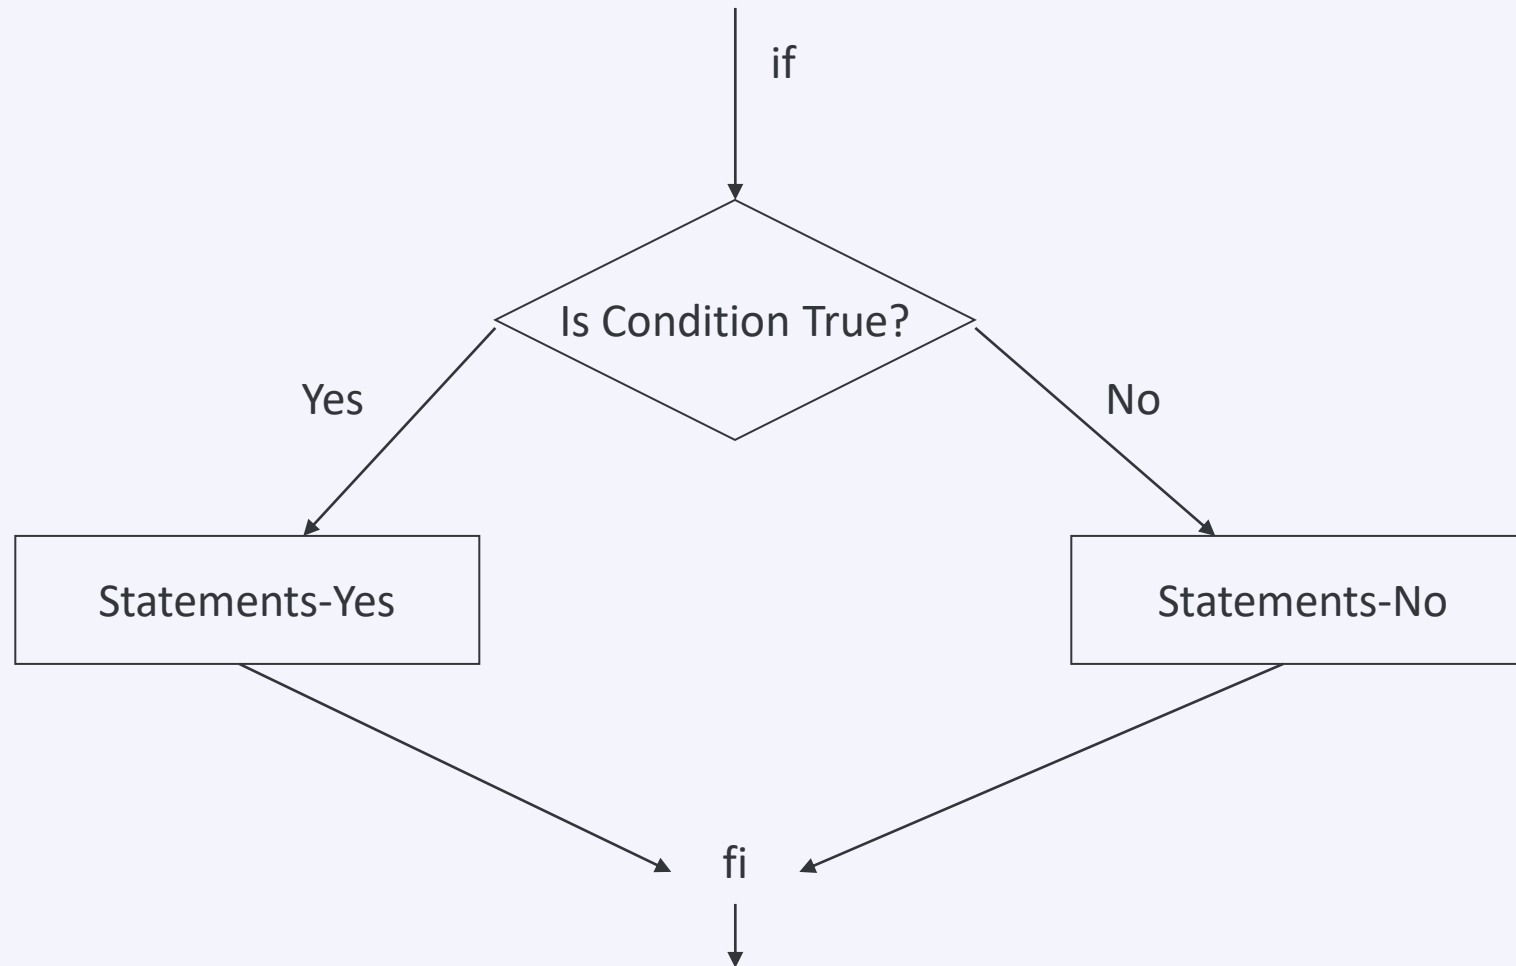 if
Is Condition True?
Yes
No
Statements-Yes
Statements-No
fi